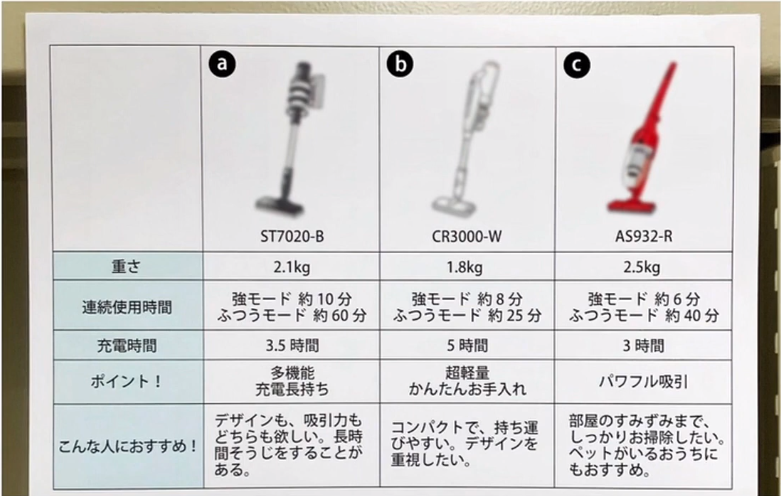 a
b
c
ST7020-B
CR3000-W
AS932-R
重さ
2.1kg
1.8kg
2.5kg
連続使用時間
強モード 約10分
ふつうモード 約60分
強モード 約8分
ふつうモード 約25分
強モード 約6分
ふつうモード 約40分
充電時間
3.5時間
5時間
3時間
ポイント！
多機能
充電長持ち
超軽量
かんたんお手入れ
パワフル吸引
こんな人におすすめ！
デザインも、吸引力も
どちらも欲しい。長時
間そうじをすることが
ある。
コンパクトで、持ち運
びやすい。デザインを
重視したい。
部屋のすみずみまで、
しっかりお掃除したい。
ペットがいるおうちに
もおすすめ。